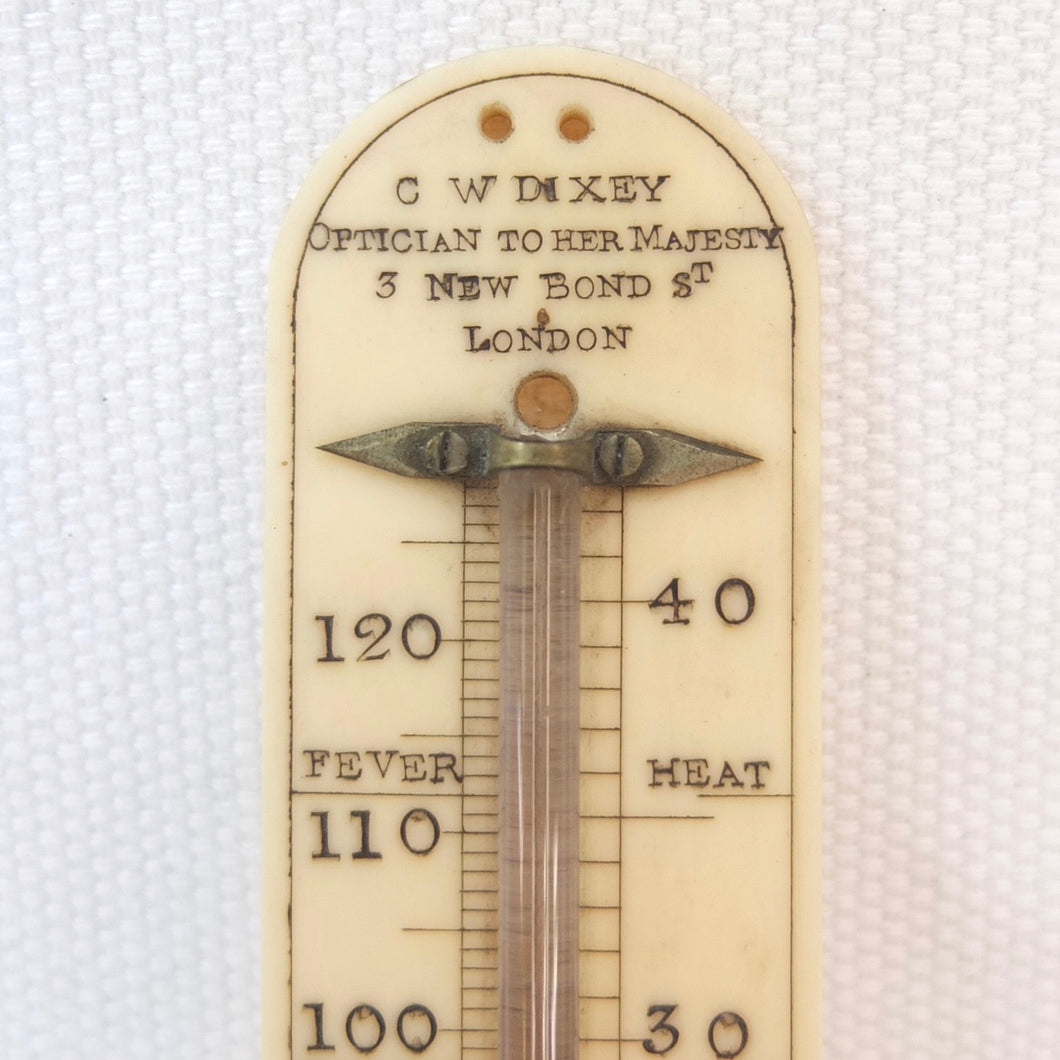 C W DIXEY
OPTICIAN TO HER MAJESTY
3 NEW BOND ST
LONDON
120 40
FEVER HEAT
110
100 30